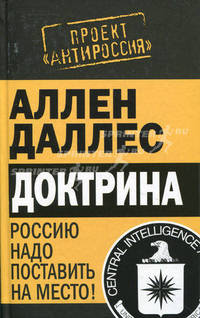 ПРОЕКТ
«АНТИРОССИЯ»
АЛЛЕН
ДАЛЛЕС
ДОКТРИНА
РОССИЮ
НАДО
ПОСТАВИТЬ
НА МЕСТО!
CENTRAL INTELLIGENCE